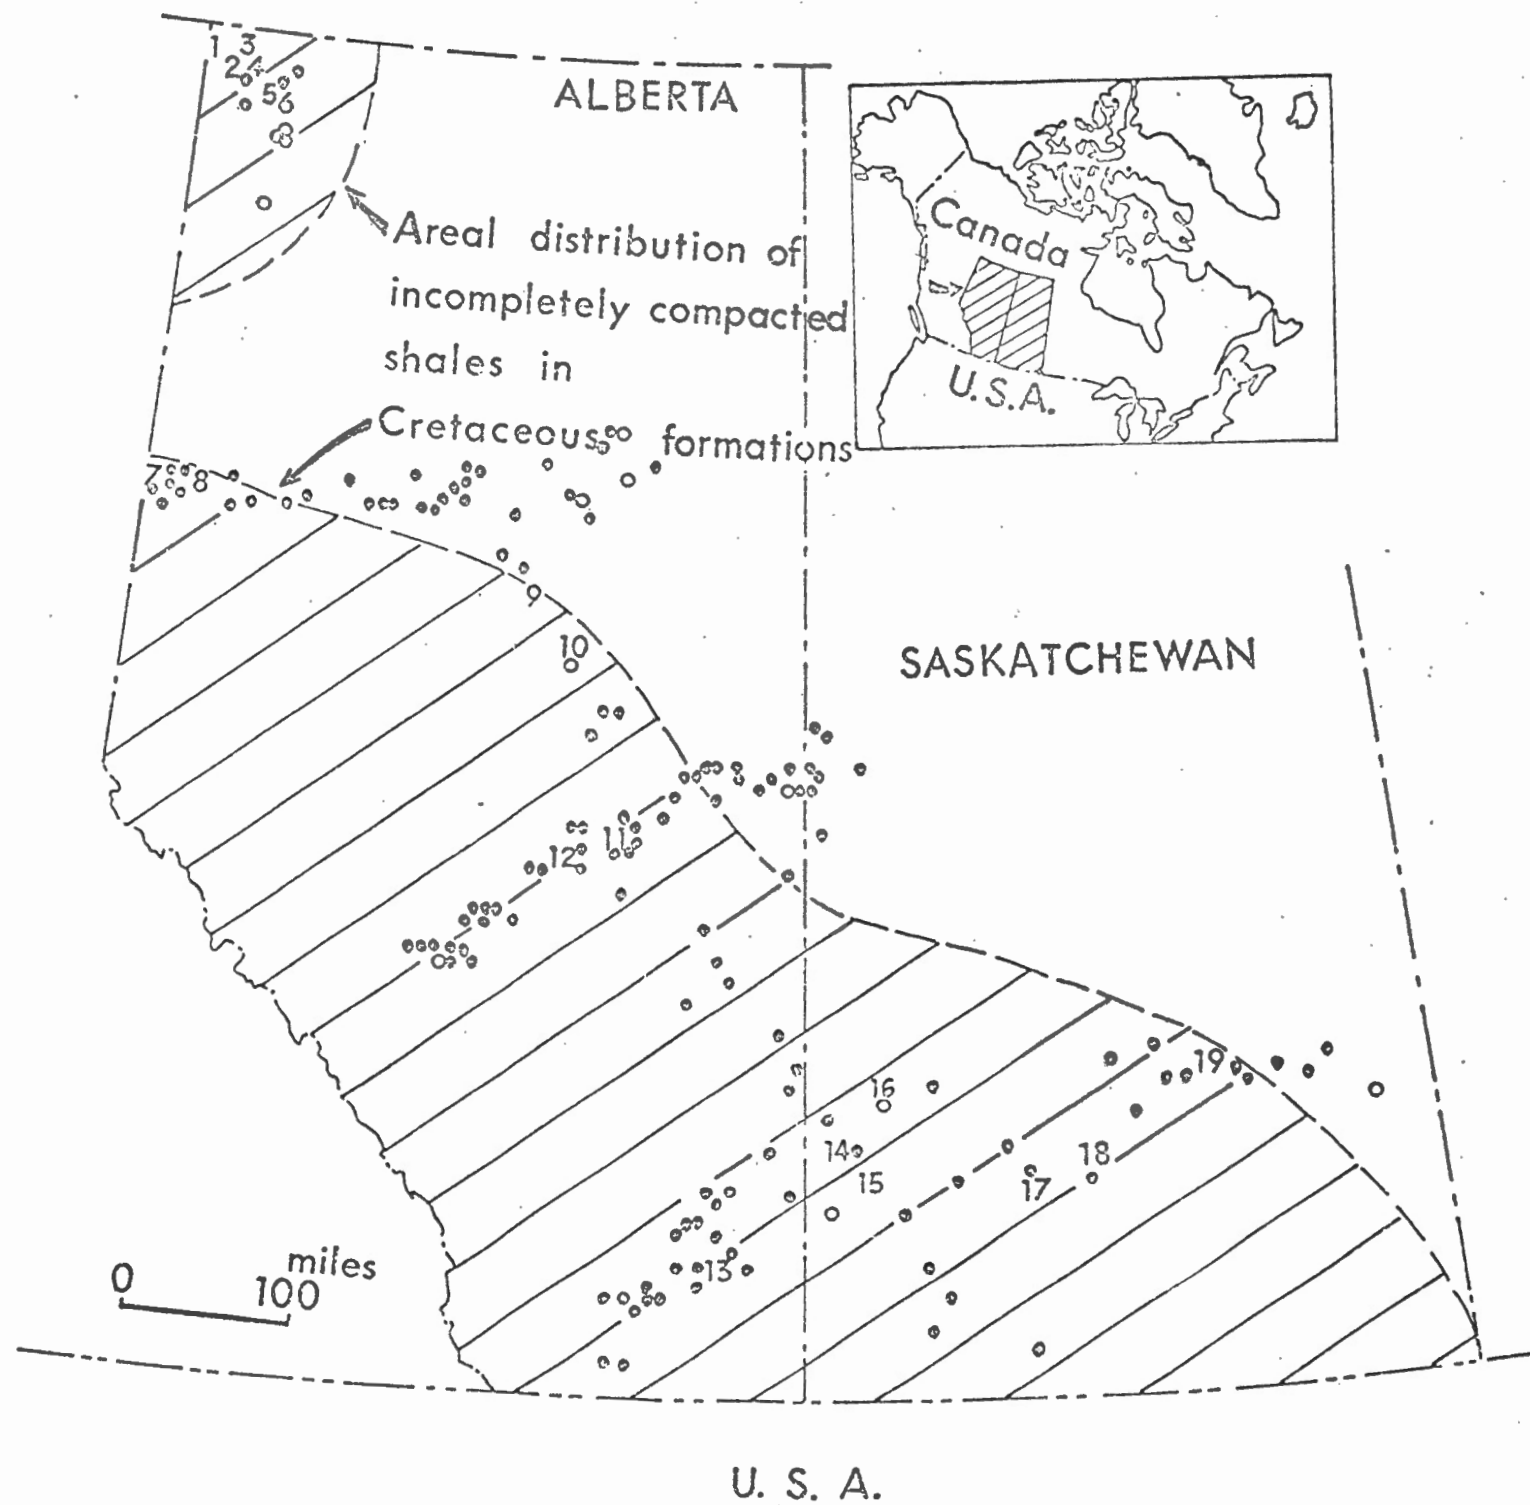 1 3
2 4
5 6
ALBERTA
Canada
U.S.A.
Areal distribution of
incompletely compacted
shales in
Cretaceous formations
7 8
9
10
SASKATCHEWAN
11
12
16
19
14
18
15
17
13
miles
0 100
U. S. A.